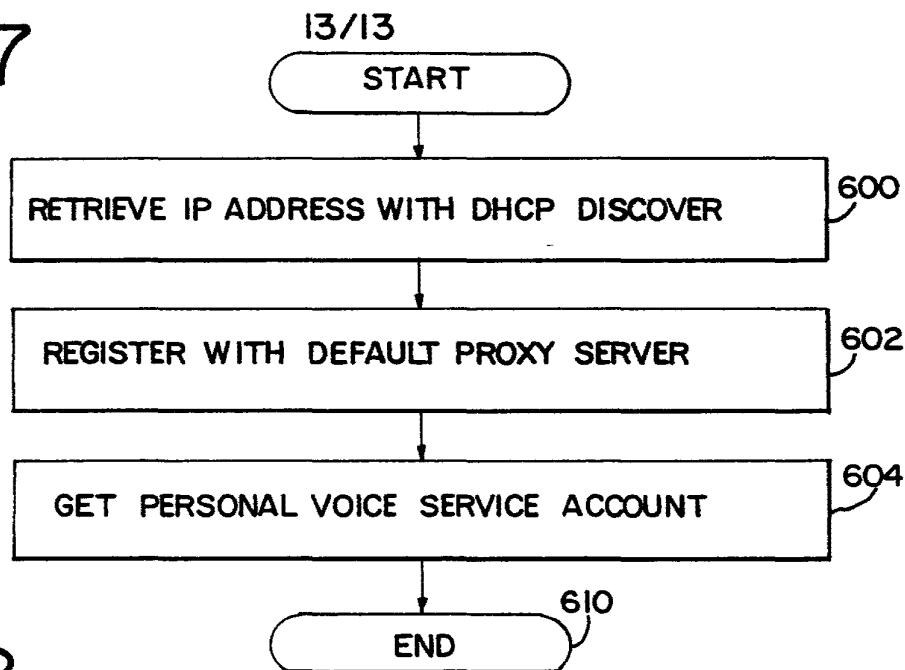 13/13
7
START
RETRIEVE IP ADDRESS WITH DHCP DISCOVER
600
REGISTER WITH DEFAULT PROXY SERVER
602
GET PERSONAL VOICE SERVICE ACCOUNT
604
610
END